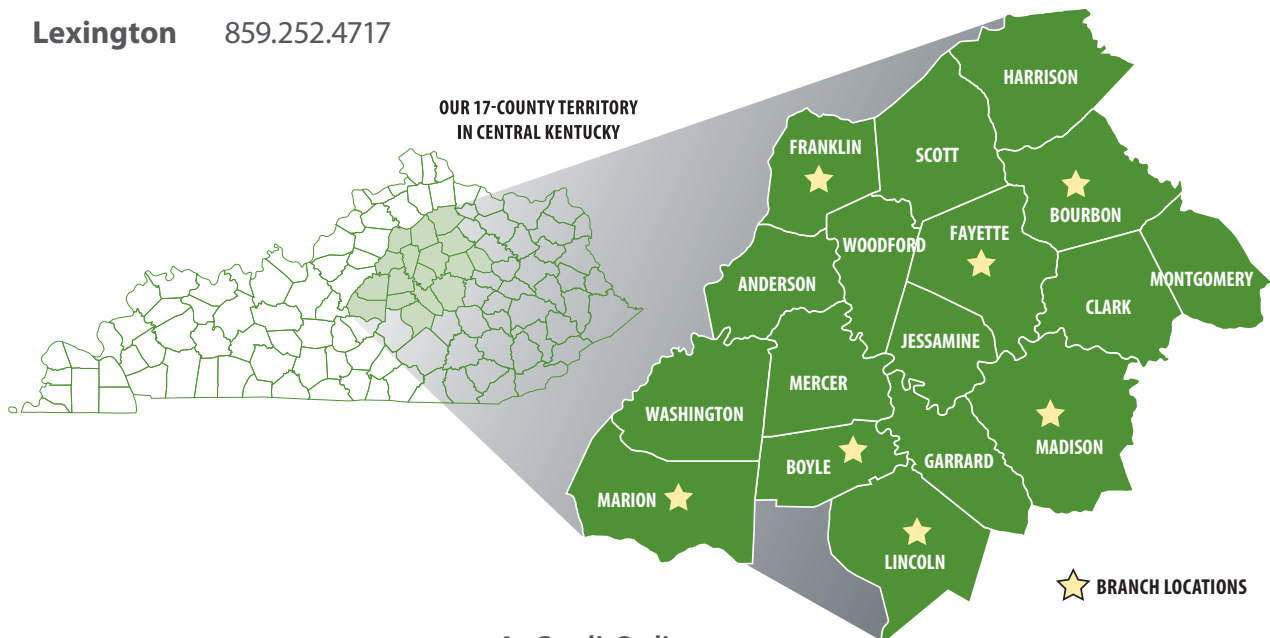 Lexington 859.252.4717
OUR 17-COUNTY TERRITORY
IN CENTRAL KENTUCKY
HARRISON
FRANKLIN
SCOTT
BOURBON
WOODFORD
FAYETTE
ANDERSON
MONTGOMERY
CLARK
JESSAMINE
MERCER
WASHINGTON
MADISON
BOYLE
GARRARD
MARION
LINCOLN
BRANCH LOCATIONS